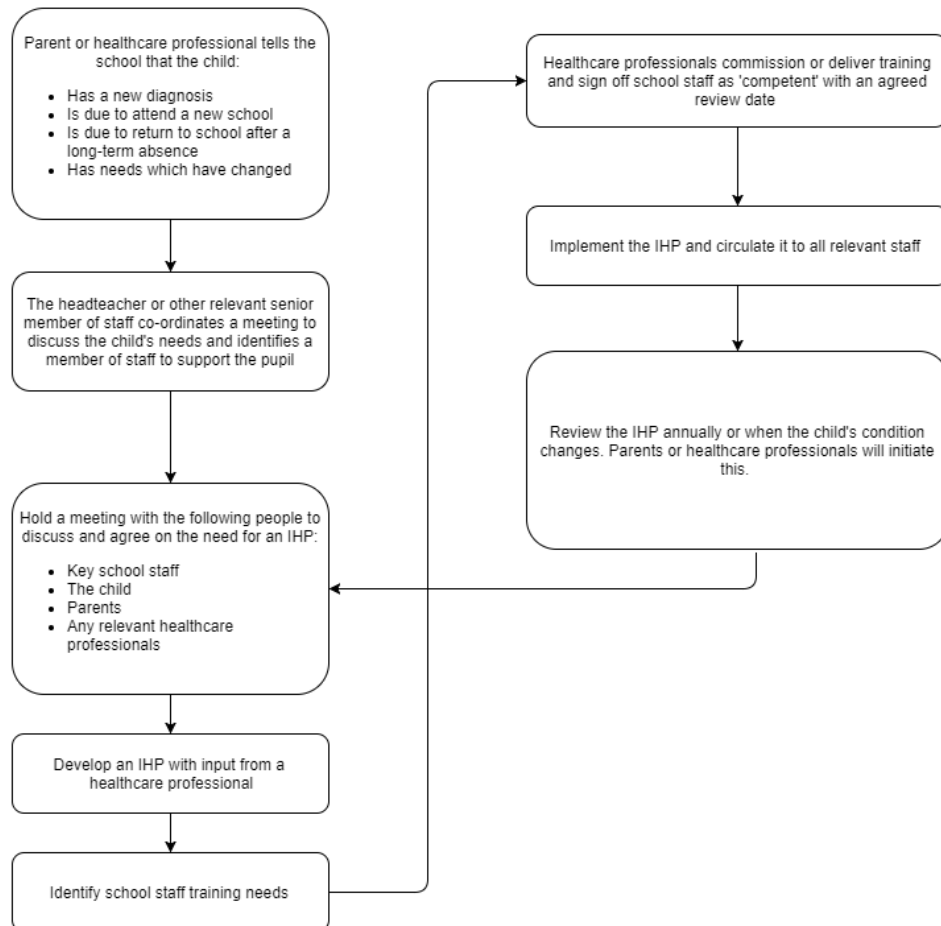 Parent or healthcare professional tells the
school that the child:
• Has a new diagnosis
• Is due to attend a new school
• Is due to return to school after a
long-term absence
• Has needs which have changed
The headteacher or other relevant senior
member of staff co-ordinates a meeting to
discuss the child's needs and identifies a
member of staff to support the pupil
Hold a meeting with the following people to
discuss and agree on the need for an IHP:
• Key school staff
• The child
• Parents
• Any relevant healthcare
professionals
Develop an IHP with input from a
healthcare professional
Identify school staff training needs
Healthcare professionals commission or deliver training
and sign off school staff as 'competent' with an agreed
review date
Implement the IHP and circulate it to all relevant staff
Review the IHP annually or when the child's condition
changes. Parents or healthcare professionals will initiate
this.